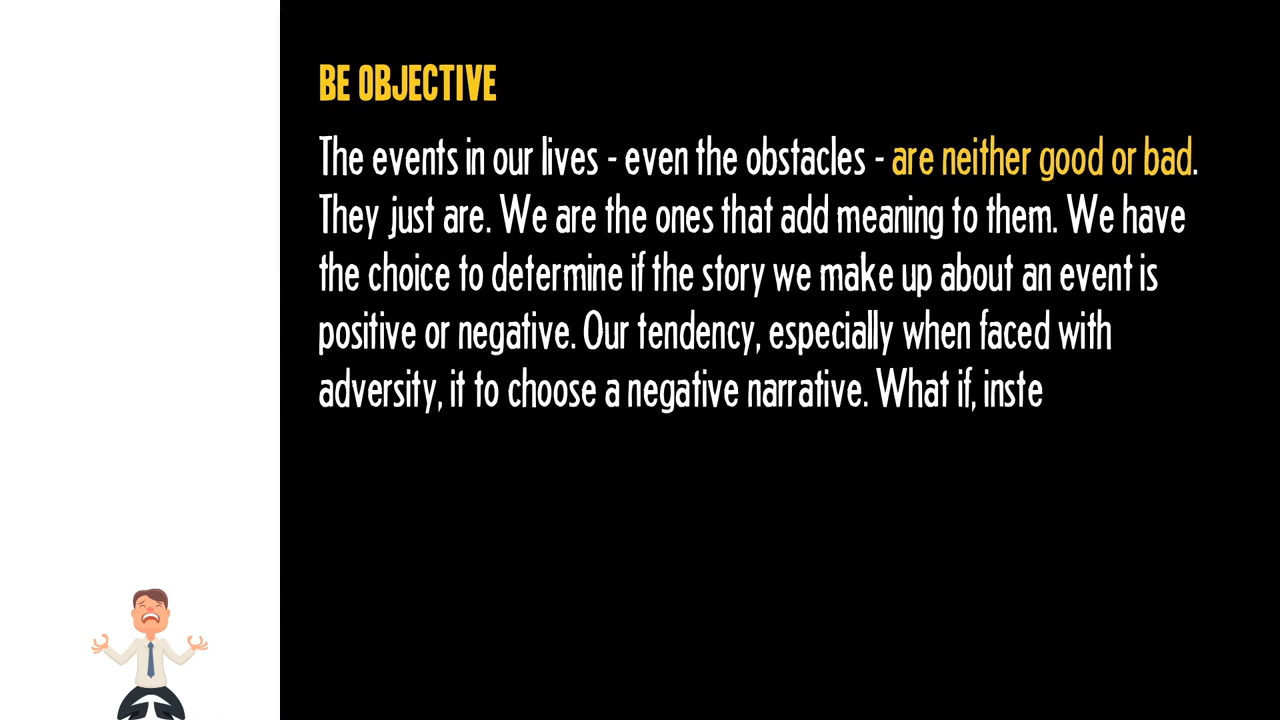 BE OBJECTIVE
The events in our lives - even the obstacles - are neither good or bad.
They just are. We are the ones that add meaning to them. We have
the choice to determine if the story we make up about an event is
positive or negative. Our tendency, especially when faced with
adversity, it to choose a negative narrative. What if, inste